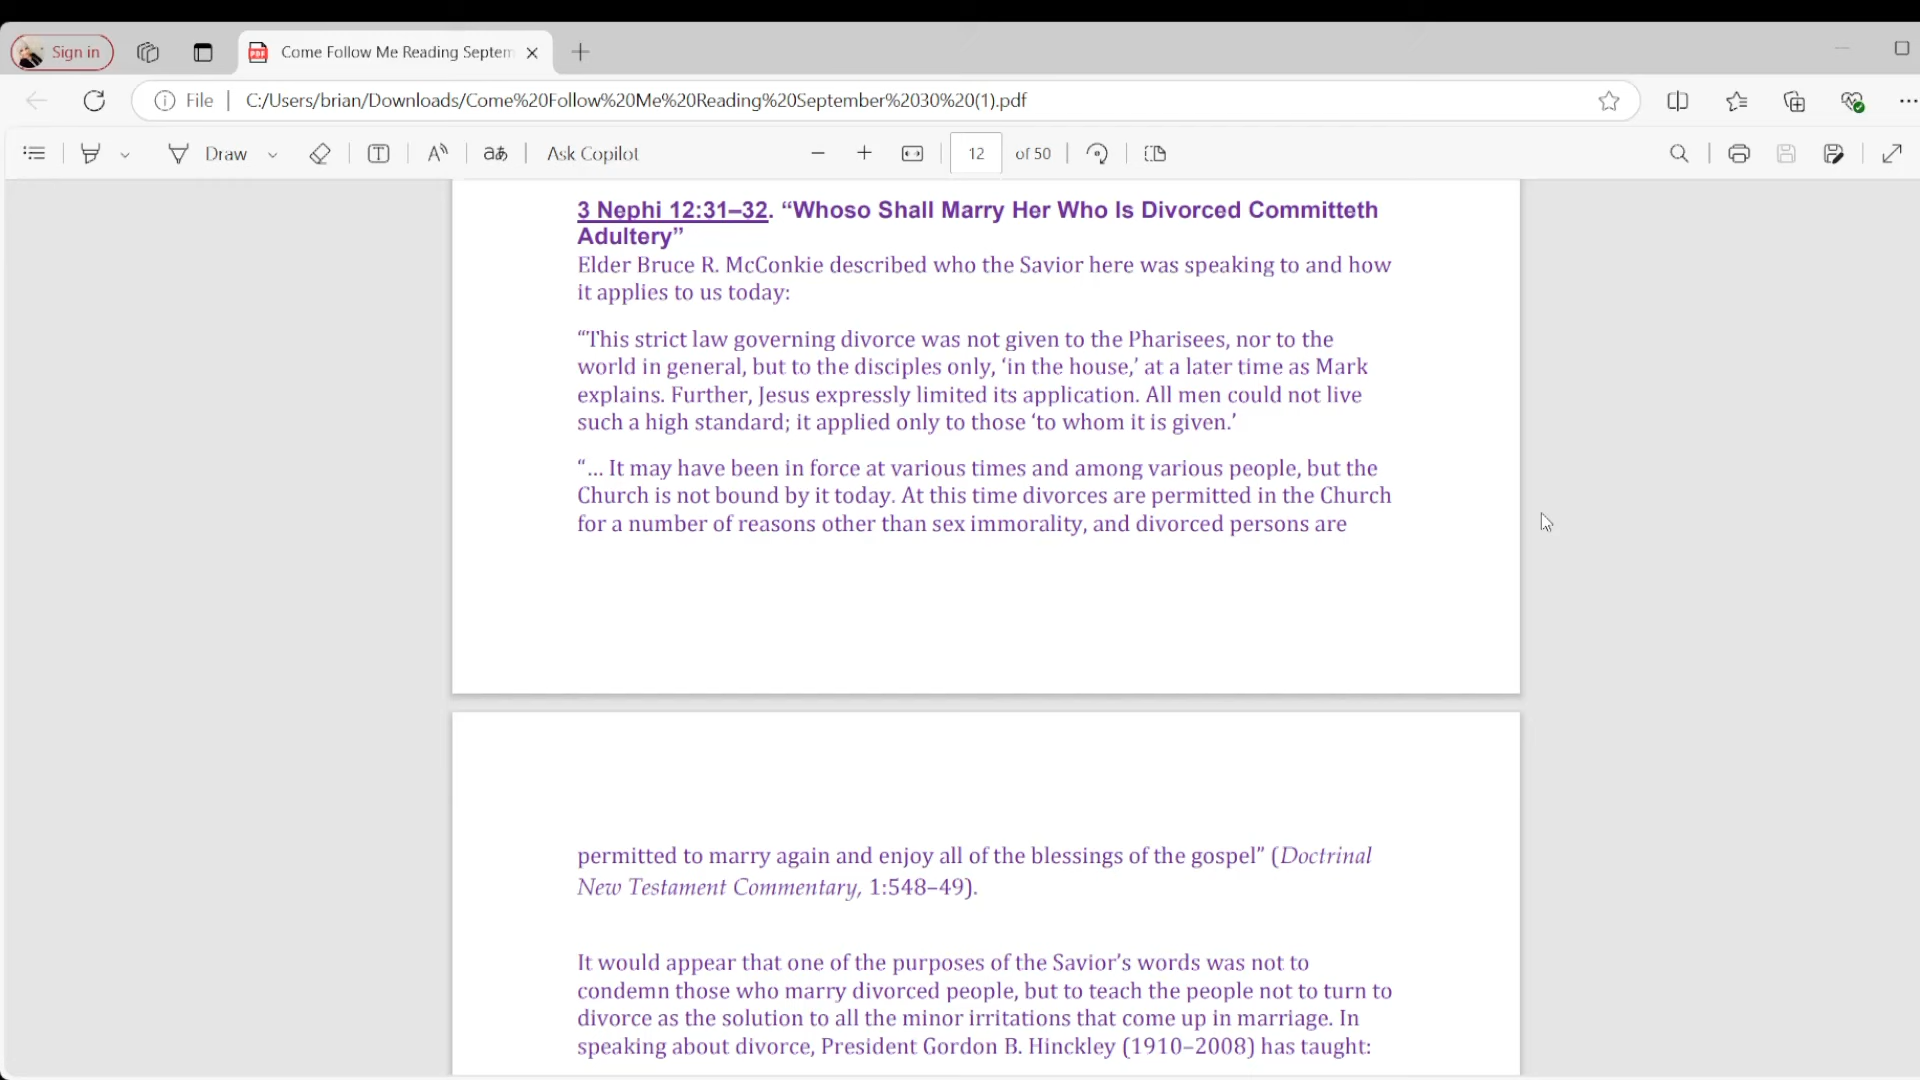 Sign in
Come Follow Me Reading Septem
File
C:/Users/brian/Downloads/Come%20Follow%20Me%20Reading%20September%2030%20(1).pdf
Draw
aあ
Ask Copilot
12
of 50
3 Nephi 12:31–32. “Whoso Shall Marry Her Who Is Divorced Committeth
Adultery”
Elder Bruce R. McConkie described who the Savior here was speaking to and how
it applies to us today:
“This strict law governing divorce was not given to the Pharisees, nor to the
world in general, but to the disciples only, ‘in the house,’ at a later time as Mark
explains. Further, Jesus expressly limited its application. All men could not live
such a high standard; it applied only to those ‘to whom it is given.’
“… It may have been in force at various times and among various people, but the
Church is not bound by it today. At this time divorces are permitted in the Church
for a number of reasons other than sex immorality, and divorced persons are
permitted to marry again and enjoy all of the blessings of the gospel” (Doctrinal
New Testament Commentary, 1:548–49).
It would appear that one of the purposes of the Savior’s words was not to
condemn those who marry divorced people, but to teach the people not to turn to
divorce as the solution to all the minor irritations that come up in marriage. In
speaking about divorce, President Gordon B. Hinckley (1910–2008) has taught: